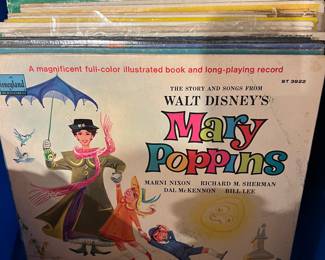 A magnificent full-color illustrated book and long-playing record
Disneyland
ST 3922
THE STORY AND SONGS FROM
WALT DISNEY'S
Mary
POPPINS
MARNI NIXON RICHARD M. SHERMAN
DAL McKENNON BILL LEE